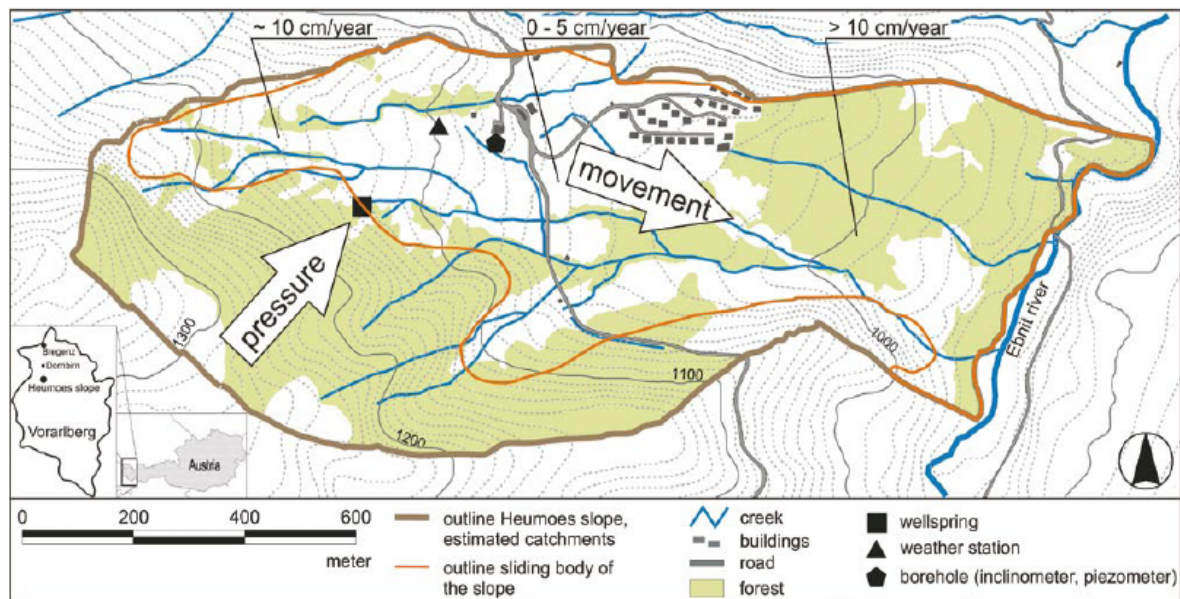 ~ 10 cm/year
0 - 5 cm/year
> 10 cm/year
movement
pressure
Ebnit river
1300
1200
1100
1000
Bregenz
Dornbirn
Heumoes slope
Vorarlberg
Austria
0 200 400 600
meter
outline Heumoes slope,
estimated catchments
outline sliding body of
the slope
creek
buildings
road
forest
wellspring
weather station
borehole (inclinometer, piezometer)